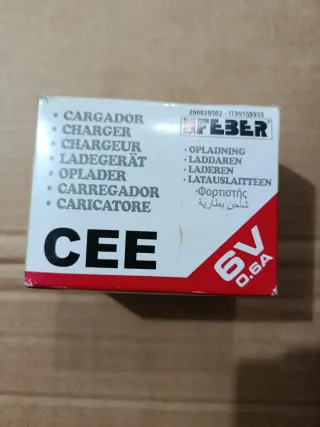 200020502 - IT00108955
FEBER
• CARGADOR
• CHARGER
• CHARGEUR
• LADEGERÄT
• OPLADER
• CARREGADOR
• CARICATORE
• OPLADNING
• LADDAREN
• LADEREN
• LATAUSLAITTEEN
• Φορτιστής
شاحن بطارية
CEE
6V
0.6A